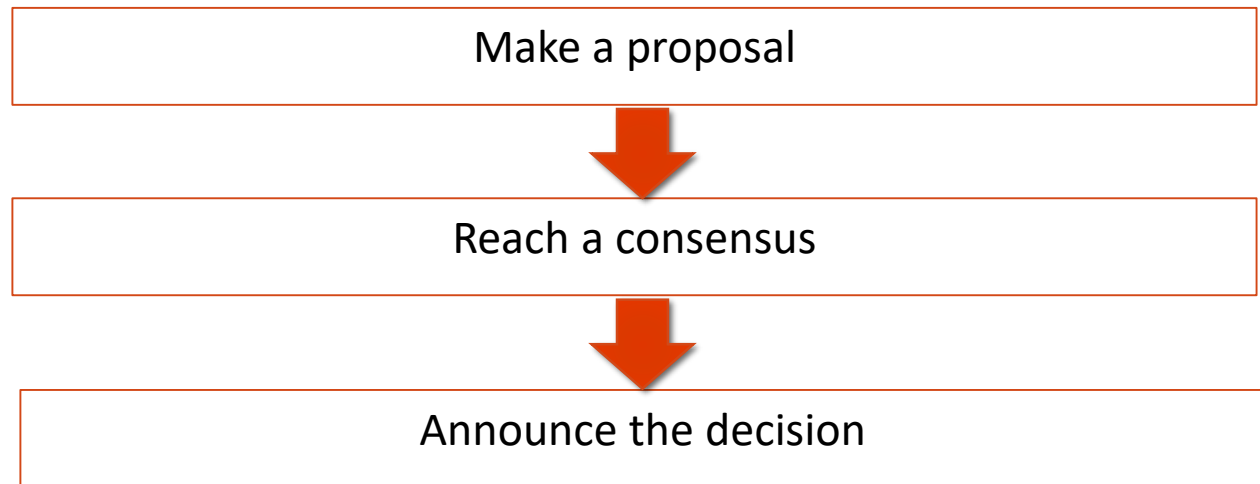 Make a proposal
Reach a consensus
Announce the decision